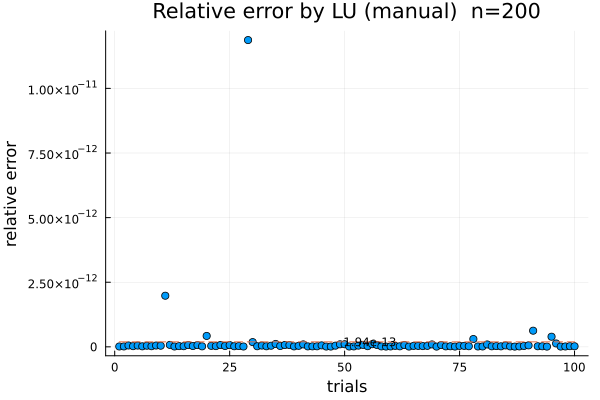 Relative error by LU (manual) n=200
relative error
1.00×10⁻¹¹
7.50×10⁻¹²
5.00×10⁻¹²
2.50×10⁻¹²
0
1.94e-13
0 25 50 75 100
trials